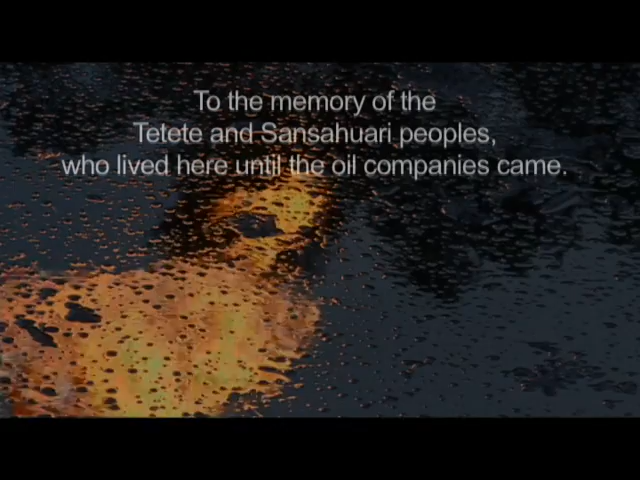 To the memory of the
Tetete and Sansahuari peoples,
who lived here until the oil companies came.